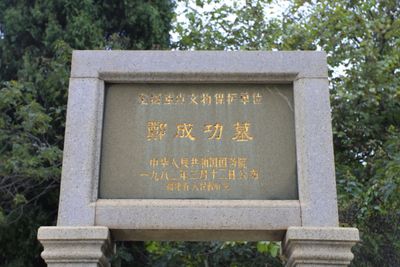 全国重点文物保护单位
鄭成功墓
中华人民共和国国务院
一九八二年二月十二日公布
福建省人民政府立